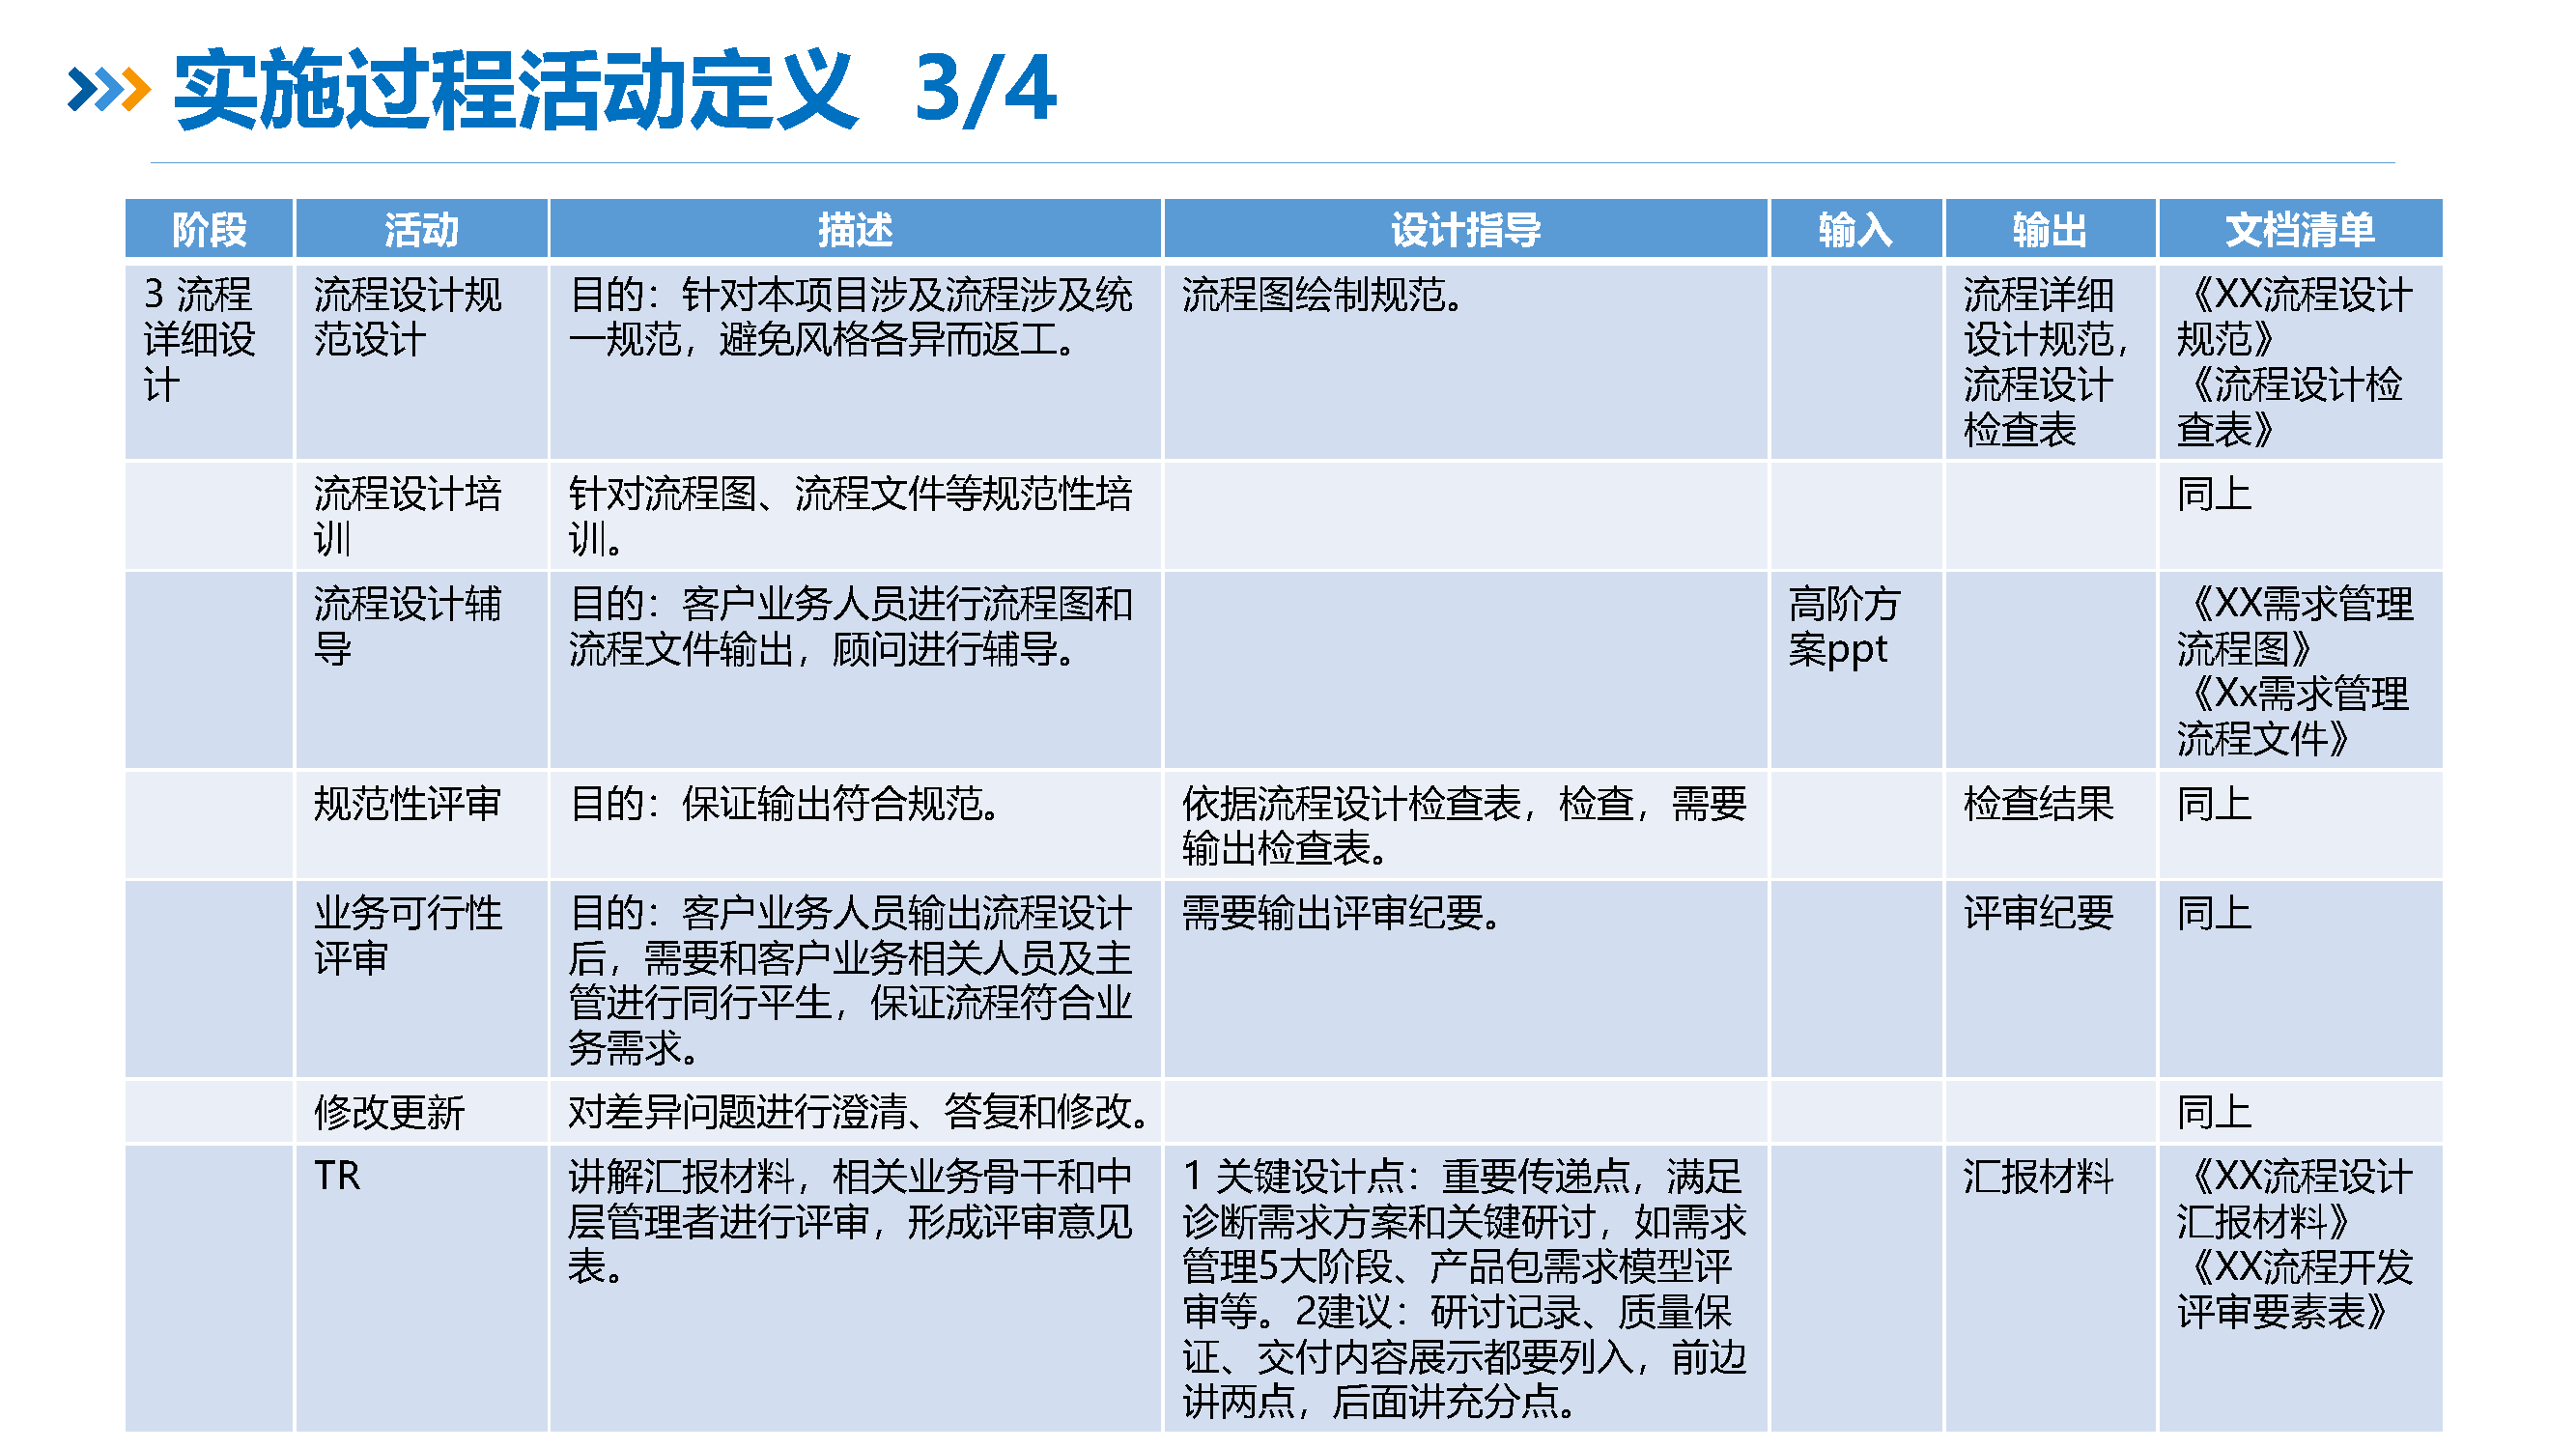 实施过程活动定义 3/4
阶段 活动 描述 设计指导 输入 输出 文档清单
3 流程
详细设
计
流程设计规
范设计
目的：针对本项目涉及流程涉及统
一规范，避免风格各异而返工。
流程图绘制规范。
流程详细
设计规范，
流程设计
检查表
《XX流程设计
规范》
《流程设计检
查表》
流程设计培
训
针对流程图、流程文件等规范性培
训。
同上
流程设计辅
导
目的：客户业务人员进行流程图和
流程文件输出，顾问进行辅导。
高阶方
案ppt
《XX需求管理
流程图》
《Xx需求管理
流程文件》
规范性评审
目的：保证输出符合规范。
依据流程设计检查表，检查，需要
输出检查表。
检查结果
同上
业务可行性
评审
目的：客户业务人员输出流程设计
后，需要和客户业务相关人员及主
管进行同行平生，保证流程符合业
务需求。
需要输出评审纪要。
评审纪要
同上
修改更新
对差异问题进行澄清、答复和修改。
同上
TR
讲解汇报材料，相关业务骨干和中
层管理者进行评审，形成评审意见
表。
1 关键设计点：重要传递点，满足
诊断需求方案和关键研讨，如需求
管理5大阶段、产品包需求模型评
审等。2建议：研讨记录、质量保
证、交付内容展示都要列入，前边
讲两点，后面讲充分点。
汇报材料
《XX流程设计
汇报材料》
《XX流程开发
评审要素表》